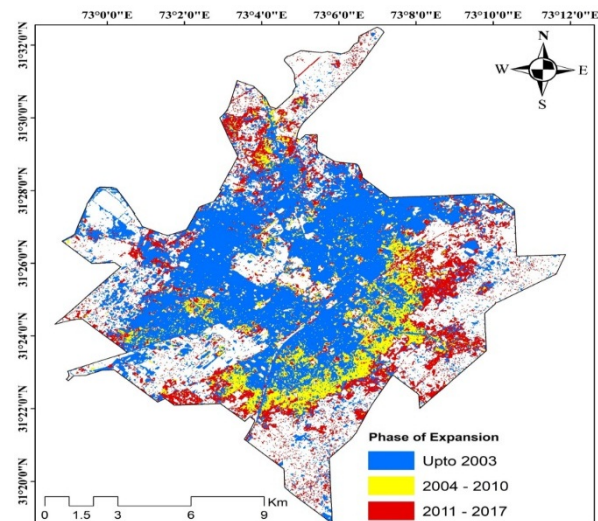 73°0'0"E 73°2'0"E 73°4'0"E 73°6'0"E 73°8'0"E 73°10'0"E 73°12'0"E
N
W E
S
31°32'0"N
31°30'0"N
31°28'0"N
31°26'0"N
31°24'0"N
31°22'0"N
31°20'0"N
Phase of Expansion
Upto 2003
2004 - 2010
2011 - 2017
Km
0 1.5 3 6 9